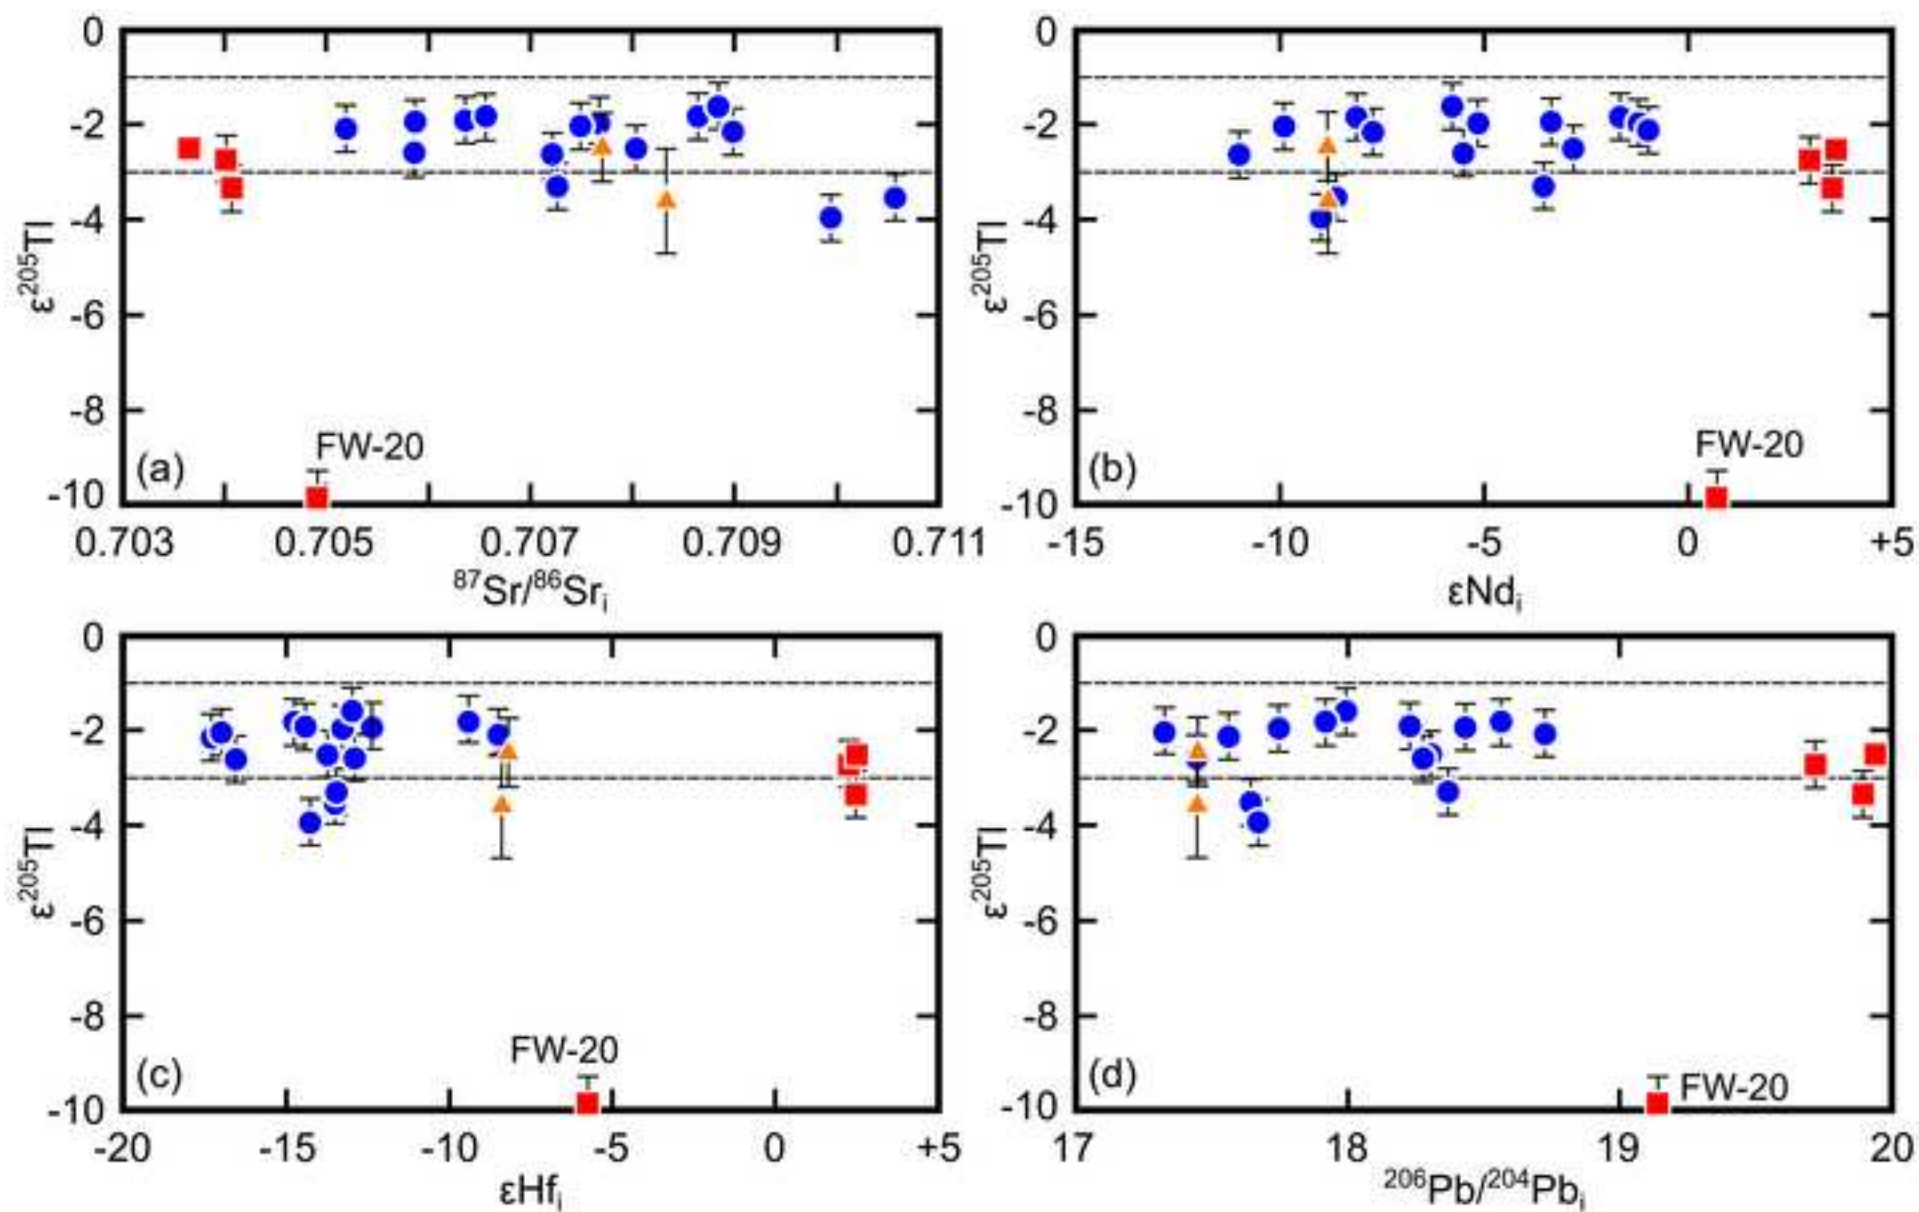 0
-2
-4
-6
-8
-10
ε²⁰⁵Tl
FW-20
(a)
0.703 0.705 0.707 0.709 0.711
⁸⁷Sr/⁸⁶Srᵢ
0
-2
-4
-6
-8
-10
ε²⁰⁵Tl
FW-20
(b)
-15 -10 -5 0 +5
εNdᵢ
0
-2
-4
-6
-8
-10
ε²⁰⁵Tl
FW-20
(c)
-20 -15 -10 -5 0 +5
εHfᵢ
0
-2
-4
-6
-8
-10
ε²⁰⁵Tl
FW-20
(d)
17 18 19 20
²⁰⁶Pb/²⁰⁴Pbᵢ